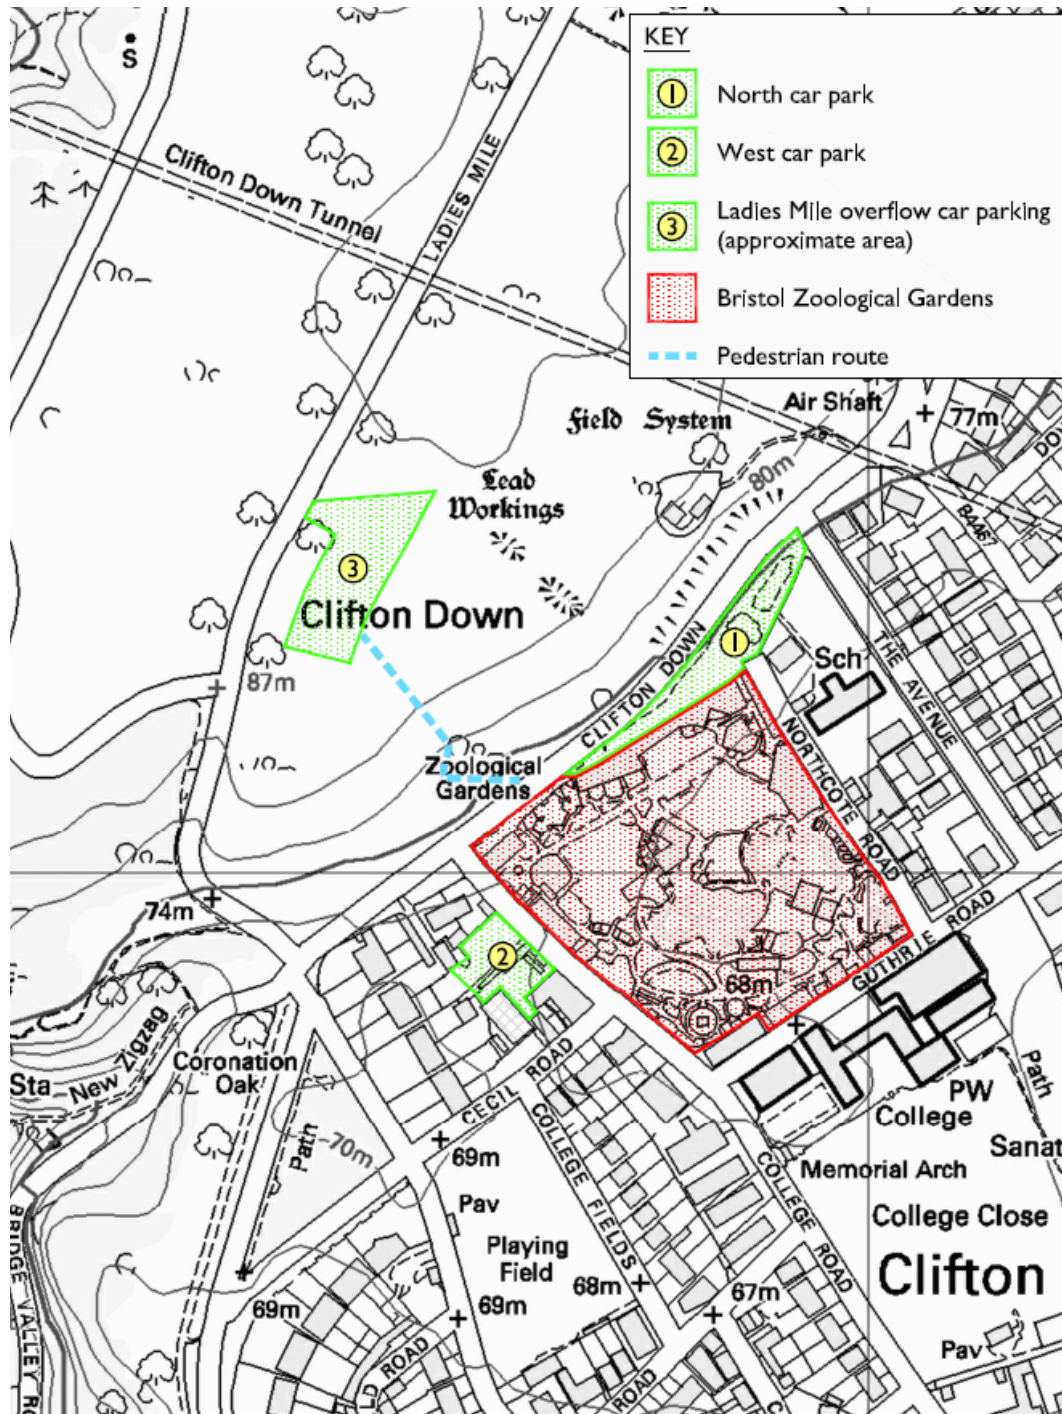 KEY
1 North car park
2 West car park
3 Ladies Mile overflow car parking
(approximate area)
Bristol Zoological Gardens
Pedestrian route
S
Clifton Down Tunnel
LADIES MILE
Air Shaft
77m
Field System
80m
B4467
Lead
Workings
3
Clifton Down
1
CLIFTON DOWN
Sch
THE AVENUE
87m
Zoological
Gardens
NORTHCOTE ROAD
74m
2
68m
GUTHRIE ROAD
New Zigzag
Sta
Coronation
Oak
Path
70m
CECIL ROAD
69m
COLLEGE FIELDS
COLLEGE ROAD
PW
Path
College
Sanat
Memorial Arch
College Close
Clifton
Pav
Playing
Field
68m
67m
69m
69m
BRIDGE VALLEY RO
LD ROAD
ROAD
Pav